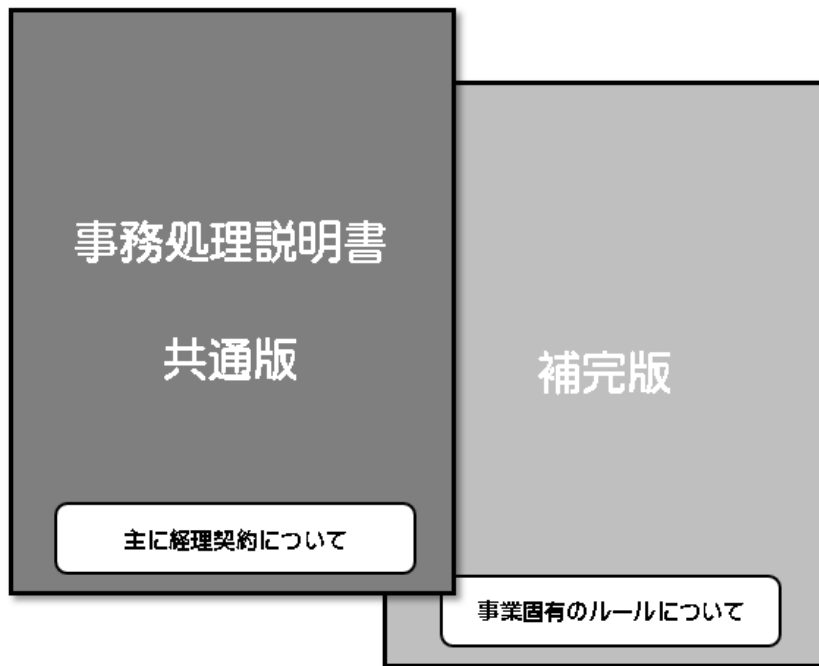 事務処理説明書
共通版
主に経理契約について
補完版
事業固有のルールについて